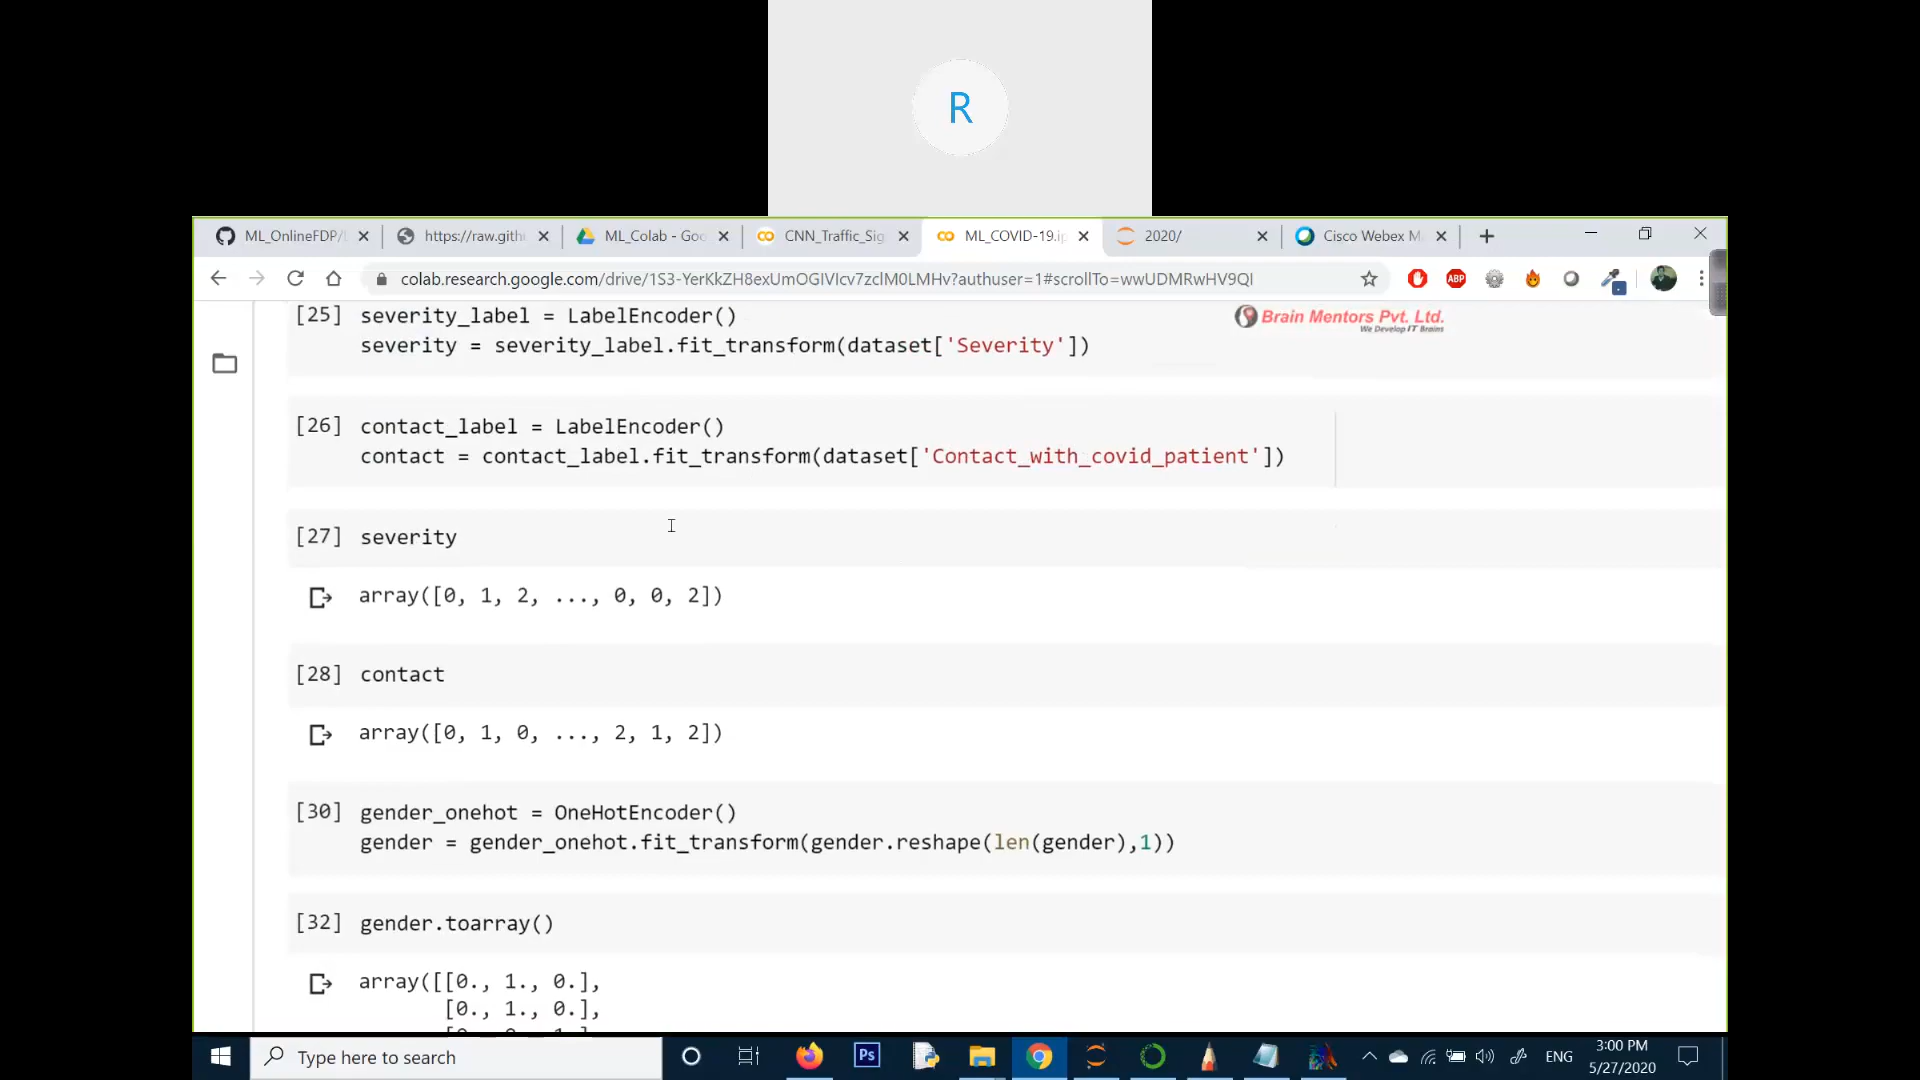 R
ML_OnlineFDP/
https://raw.gith
ML_Colab - Goo
CNN_Traffic_Sig
ML_COVID-19.ip
2020/
Cisco Webex M
colab.research.google.com/drive/1S3-YerKkZH8exUmOGIVIcv7zclM0LMHv?authuser=1#scrollTo=wwUDMRwHV9QI
ABP
Brain Mentors Pvt. Ltd.
We Develop IT Brains
[25] severity_label = LabelEncoder()
severity = severity_label.fit_transform(dataset['Severity'])
[26] contact_label = LabelEncoder()
contact = contact_label.fit_transform(dataset['Contact_with_covid_patient'])
[27] severity
array([0, 1, 2, ..., 0, 0, 2])
[28] contact
array([0, 1, 0, ..., 2, 1, 2])
[30] gender_onehot = OneHotEncoder()
gender = gender_onehot.fit_transform(gender.reshape(len(gender),1))
[32] gender.toarray()
array([[0., 1., 0.],
[0., 1., 0.],
Type here to search
Ps
ENG
3:00 PM
5/27/2020